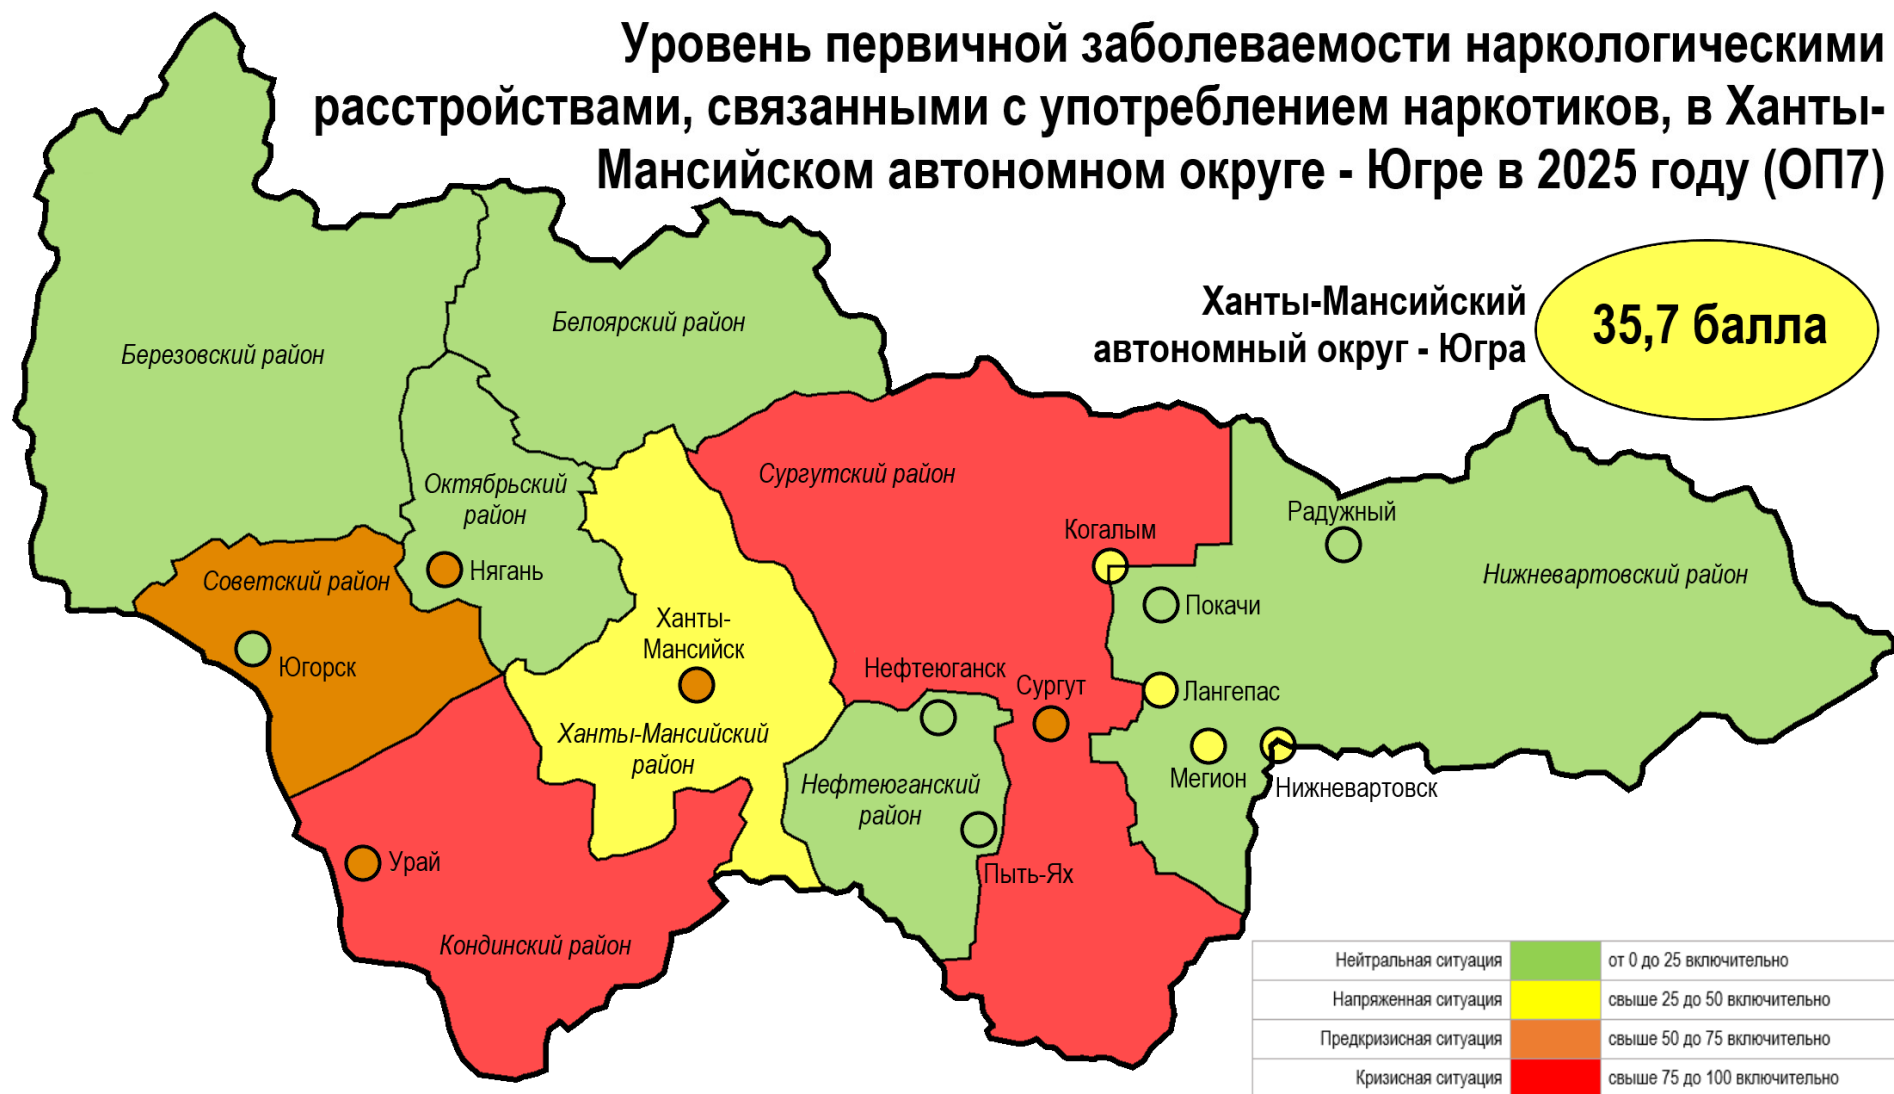 Уровень первичной заболеваемости наркологическими
расстройствами, связанными с употреблением наркотиков, в Ханты-
Мансийском автономном округе - Югре в 2025 году (ОП7)
Ханты-Мансийский
автономный округ - Югра
35,7 балла
Белоярский район
Березовский район
Октябрьский
район
Сургутский район
Радужный
Когалым
Нягань
Советский район
Нижневартовский район
Покачи
Ханты-
Мансийск
Югорск
Нефтеюганск
Сургут
Лангепас
Ханты-Мансийский
район
Мегион
Нижневартовск
Нефтеюганский
район
Урай
Пыть-Ях
Кондинский район
Нейтральная ситуация от 0 до 25 включительно
Напряженная ситуация свыше 25 до 50 включительно
Предкризисная ситуация свыше 50 до 75 включительно
Кризисная ситуация свыше 75 до 100 включительно